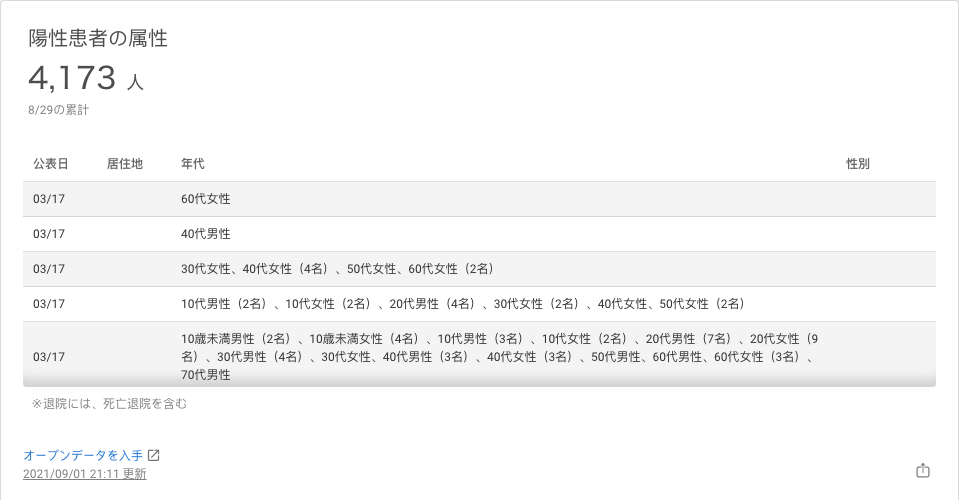 陽性患者の属性
4,173 人
8/29の累計
公表日 居住地 年代 性別
03/17 60代女性
03/17 40代男性
03/17 30代女性、40代女性（4名）、50代女性、60代女性（2名）
03/17 10代男性（2名）、10代女性（2名）、20代男性（4名）、30代女性（2名）、40代女性、50代女性（2名）
10歳未満男性（2名）、10歳未満女性（4名）、10代男性（3名）、10代女性（2名）、20代男性（7名）、20代女性（9
03/17 名）、30代男性（4名）、30代女性、40代男性（3名）、40代女性（3名）、50代男性、60代男性、60代女性（3名）、
70代男性
※退院には、死亡退院を含む
オープンデータを入手
2021/09/01 21:11 更新